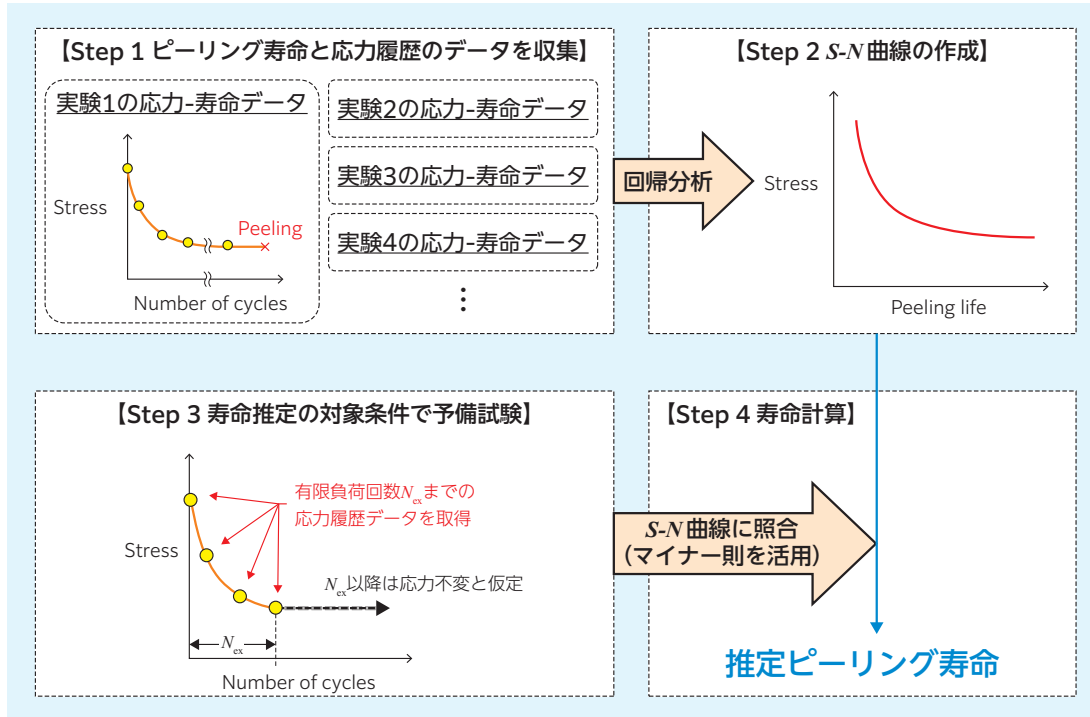 【Step 1 ピーリング寿命と応力履歴のデータを収集】
実験1の応力-寿命データ
Stress
Peeling
Number of cycles
実験2の応力-寿命データ
実験3の応力-寿命データ
実験4の応力-寿命データ
⋮
回帰分析
【Step 2 S-N 曲線の作成】
Stress
Peeling life
【Step 3 寿命推定の対象条件で予備試験】
有限負荷回数Nexまでの
応力履歴データを取得
Stress
Nex以降は応力不変と仮定
Nex
Number of cycles
S-N 曲線に照合
(マイナー則を活用)
【Step 4 寿命計算】
推定ピーリング寿命